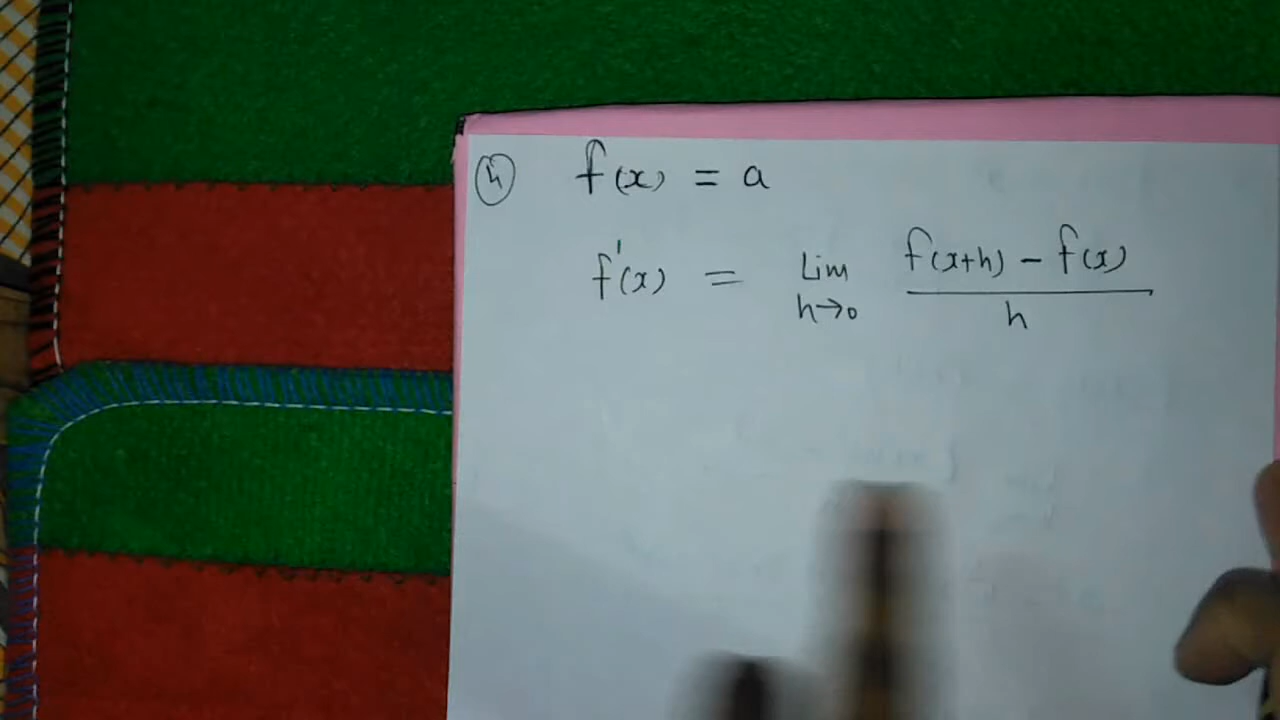 ④ f(x) = a
f'(x) = Lim h→0 f(x+h) - f(x) / h